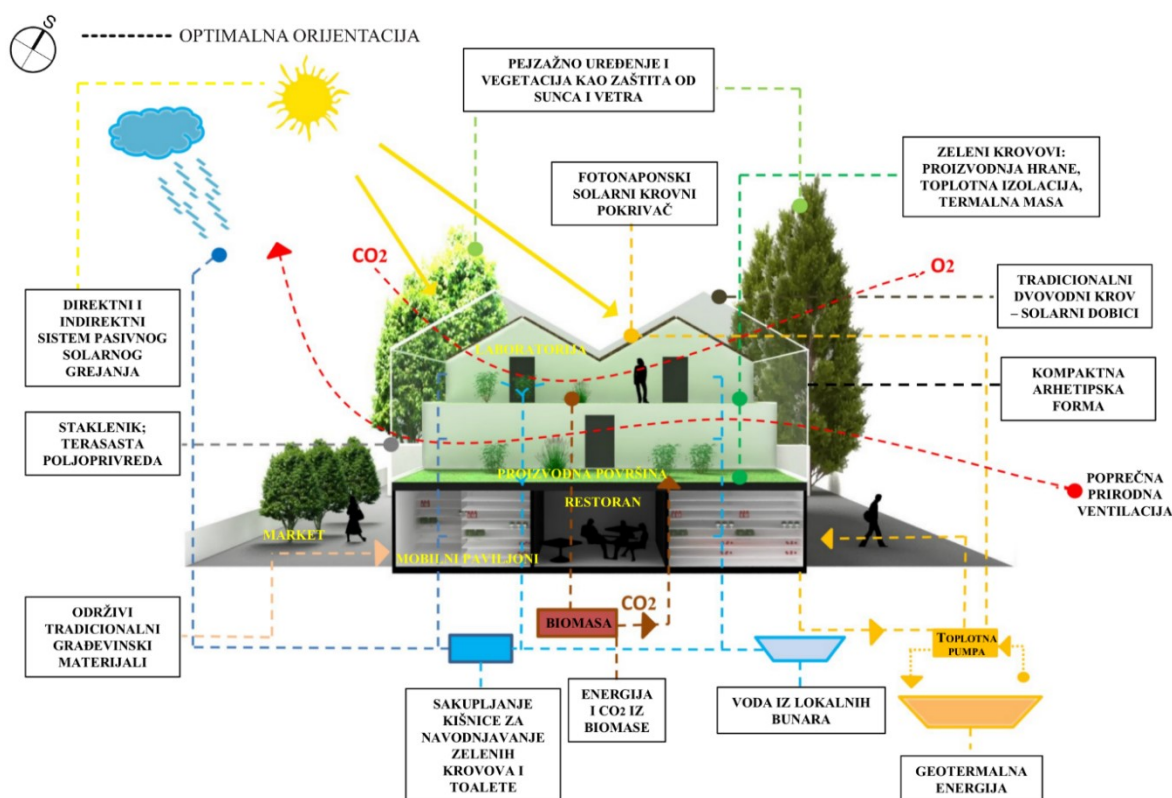 S
OPTIMALNA ORIJENTACIJA
PEJZAŽNO UREĐENJE I
VEGETACIJA KAO ZAŠTITA OD
SUNCA I VETRA
ZELENI KROVOVI:
PROIZVODNJA HRANE,
TOPLOTNA IZOLACIJA,
TERMALNA MASA
FOTONAPONSKI
SOLARNI KROVNI
POKRIVAČ
CO2
O2
DIREKTNI I
INDIREKTNI
SISTEM PASIVNOG
SOLARNOG
GREJANJA
TRADICIONALNI
DVOVODNI KROV
– SOLARNI DOBICI
LABORATORIJA
KOMPAKTNA
ARHETIPSKA
FORMA
STAKLENIK;
TERASASTA
POLJOPRIVREDA
PROIZVODNA POVRŠINA
RESTORAN
POPREČNA
PRIRODNA
VENTILACIJA
MARKET
MOBILNI PAVILJONI
ODRŽIVI
TRADICIONALNI
GRAĐEVINSKI
MATERIJALI
BIOMASA
CO2
TOPLOTNA
PUMPA
SAKUPLJANJE
KIŠNICE ZA
NAVODNJAVANJE
ZELENIH
KROVOVA I
TOALETE
ENERGIJA
I CO2 IZ
BIOMASE
VODA IZ LOKALNIH
BUNARA
GEOTERMALNA
ENERGIJA